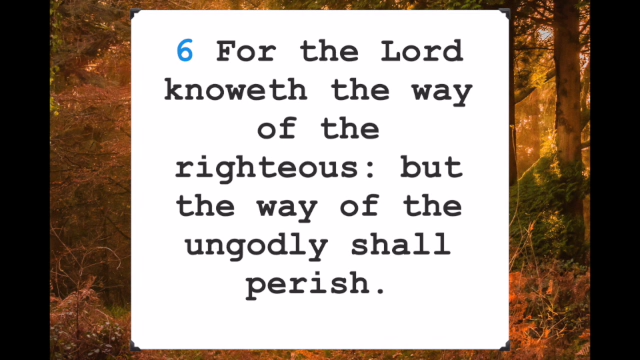 6 For the Lord
knoweth the way
of the
righteous: but
the way of the
ungodly shall
perish.